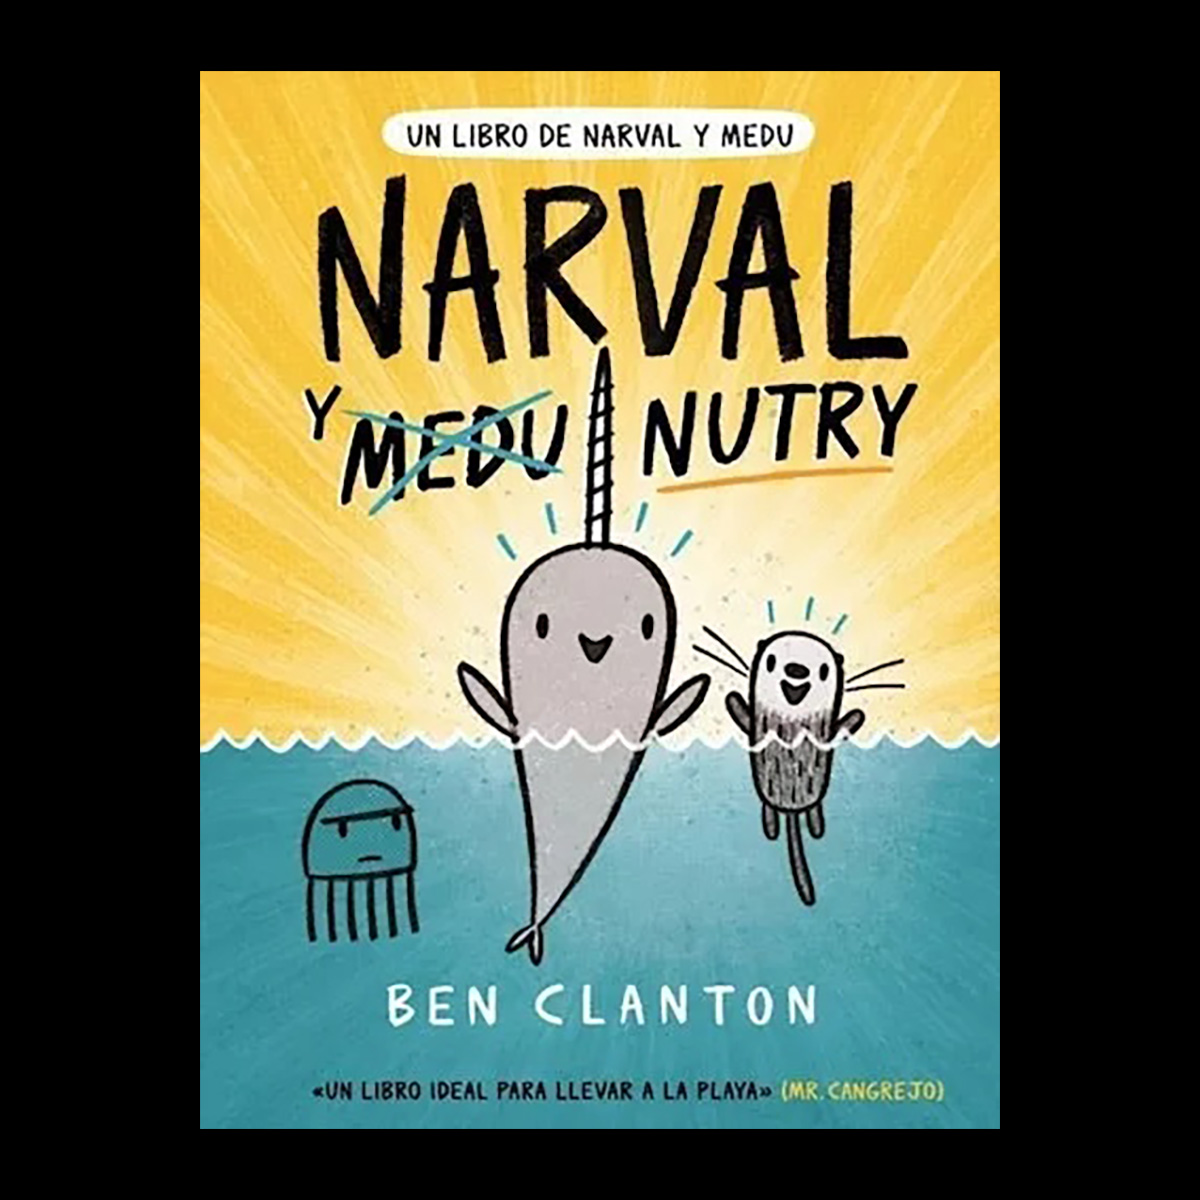 UN LIBRO DE NARVAL Y MEDU
NARVAL
Y MEDU NUTRY
BEN CLANTON
«UN LIBRO IDEAL PARA LLEVAR A LA PLAYA» (MR. CANGREJO)